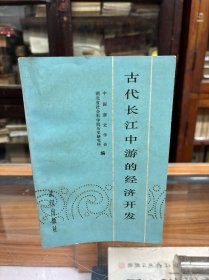 古代长江中游的经济开发
中国唐史学会
湖北省社会科学院历史研究所
编
武汉出版社